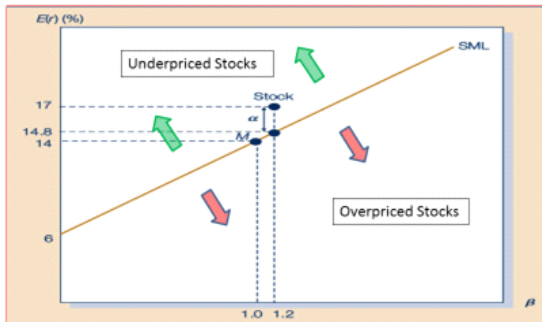 E(r) (%)
SML
Underpriced Stocks
Stock
17
α
14.8
M
14
Overpriced Stocks
6
β
1.0
1.2